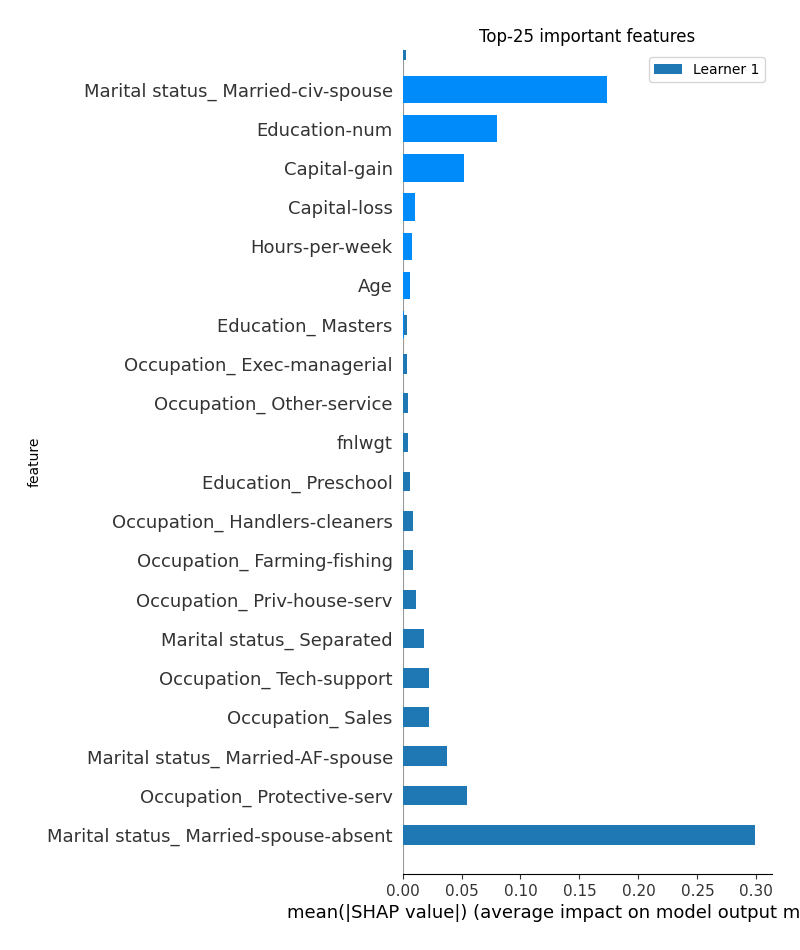 Top-25 important features
Learner 1
Marital status_ Married-civ-spouse
Education-num
Capital-gain
Capital-loss
Hours-per-week
Age
Education_ Masters
Occupation_ Exec-managerial
Occupation_ Other-service
fnlwgt
feature
Education_ Preschool
Occupation_ Handlers-cleaners
Occupation_ Farming-fishing
Occupation_ Priv-house-serv
Marital status_ Separated
Occupation_ Tech-support
Occupation_ Sales
Marital status_ Married-AF-spouse
Occupation_ Protective-serv
Marital status_ Married-spouse-absent
0.00 0.05 0.10 0.15 0.20 0.25 0.30
mean(|SHAP value|) (average impact on model output m